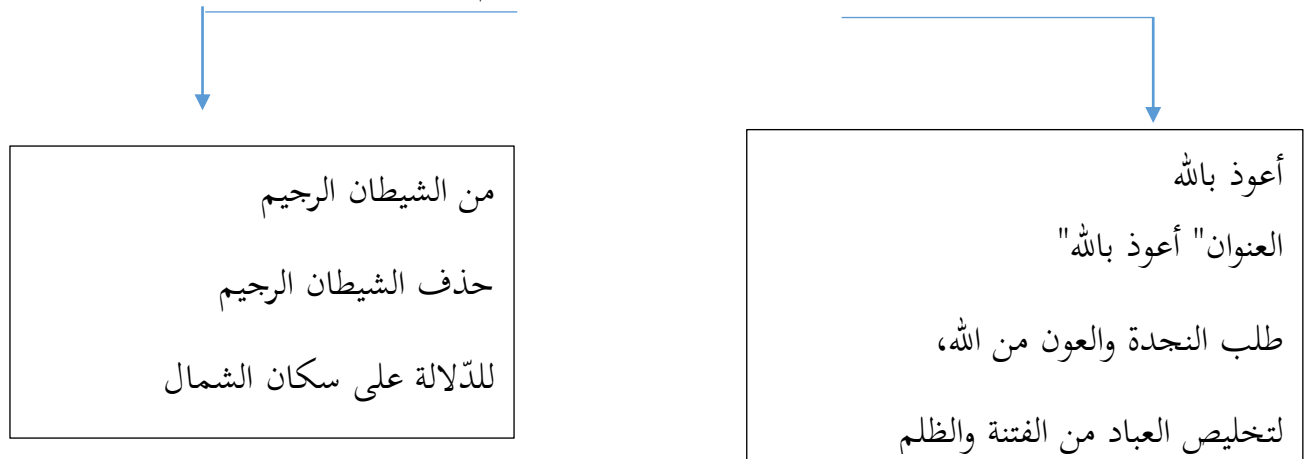 أعوذ بالله
العنوان" أعوذ بالله"
طلب النجدة والعون من الله،
لتخليص العباد من الفتنة والظلم
من الشيطان الرجيم
حذف الشيطان الرجيم
للدّلالة على سكان الشمال